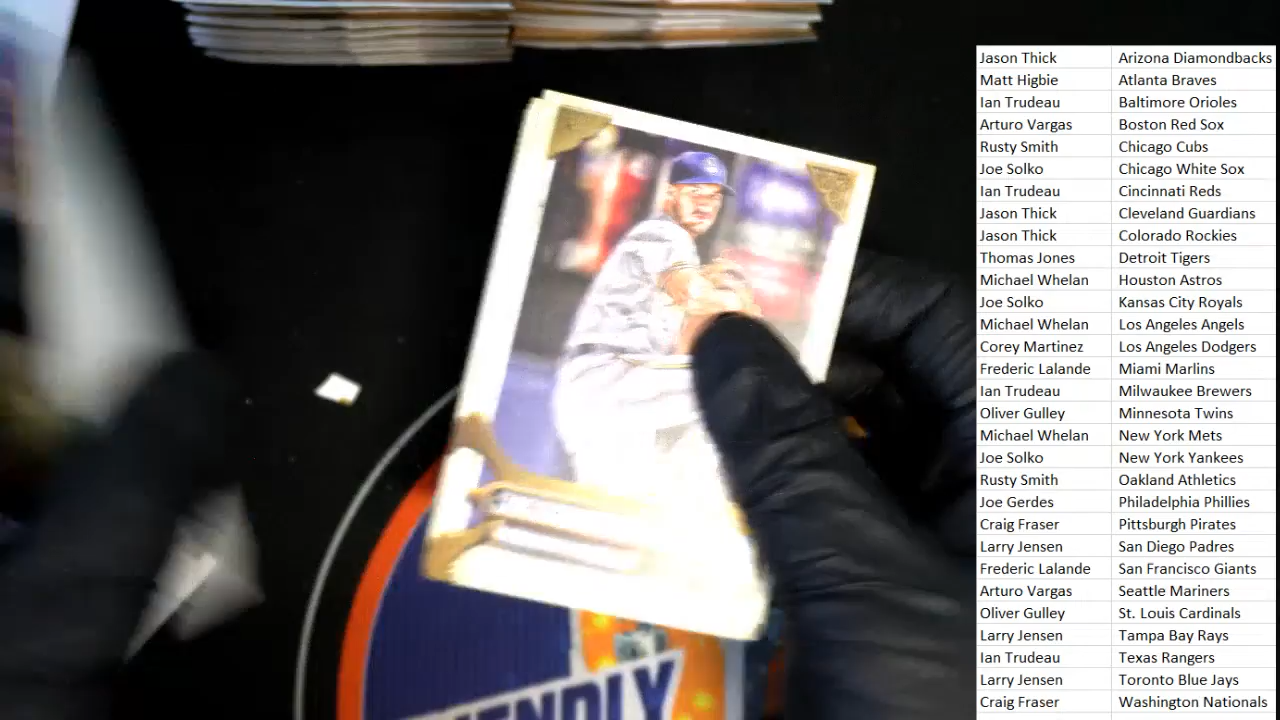 Jason Thick Arizona Diamondbacks
Matt Higbie Atlanta Braves
Ian Trudeau Baltimore Orioles
Arturo Vargas Boston Red Sox
Rusty Smith Chicago Cubs
Joe Solko Chicago White Sox
Ian Trudeau Cincinnati Reds
Jason Thick Cleveland Guardians
Jason Thick Colorado Rockies
Thomas Jones Detroit Tigers
Michael Whelan Houston Astros
Joe Solko Kansas City Royals
Michael Whelan Los Angeles Angels
Corey Martinez Los Angeles Dodgers
Frederic Lalande Miami Marlins
Ian Trudeau Milwaukee Brewers
Oliver Gulley Minnesota Twins
Michael Whelan New York Mets
Joe Solko New York Yankees
Rusty Smith Oakland Athletics
Joe Gerdes Philadelphia Phillies
Craig Fraser Pittsburgh Pirates
Larry Jensen San Diego Padres
Frederic Lalande San Francisco Giants
Arturo Vargas Seattle Mariners
Oliver Gulley St. Louis Cardinals
Larry Jensen Tampa Bay Rays
Ian Trudeau Texas Rangers
Larry Jensen Toronto Blue Jays
Craig Fraser Washington Nationals